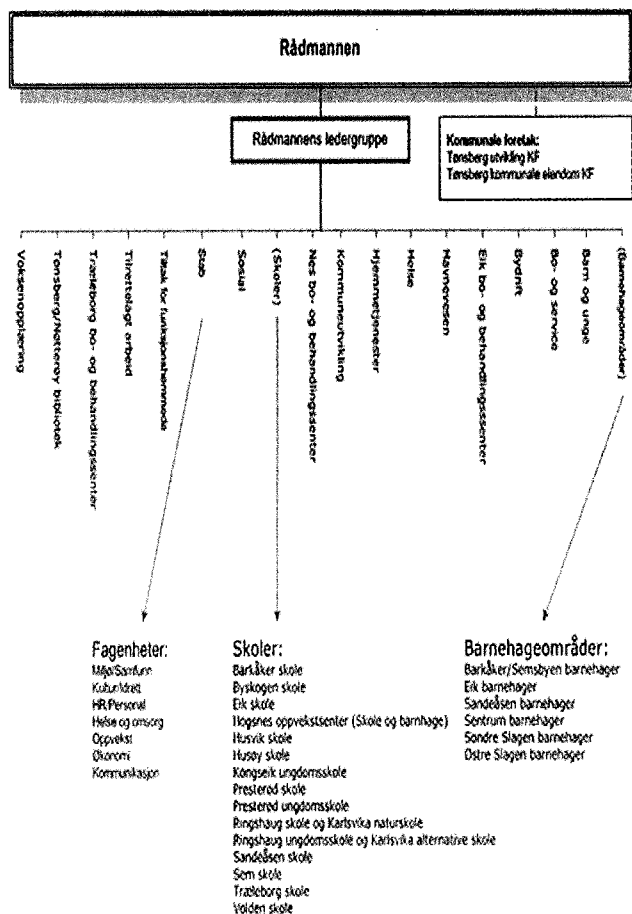 Rådmannen
Rådmannens ledergruppe
Kommunale foretak:
Tønsberg utvikling KF
Tønsberg kommunale eiendom KF
Voksenopplæring
Tønsberg/Nøtterøy bibliotek
Træleborg bo- og behandlingssenter
Tilrettelagt arbeid
Tiltak for funksjonshemmede
Stab
Sosial
(Skoler)
Nes bo- og behandlingssenter
Kommuneutvikling
Hjemmetjenester
Helse
Havnevesen
Eik bo- og behandlingsssenter
Bydrift
Bo- og service
Barn og unge
(Barnehageområder)
Fagenheter:
Miljø/Samfunn
Kultur/Idrett
HR/Personal
Helse og omsorg
Oppvekst
Økonomi
Kommunikasjon
Skoler:
Barkåker skole
Byskogen skole
Eik skole
Hogsnes oppvekstsenter (Skole og barnhage)
Husvik skole
Husøy skole
Kongseik ungdomsskole
Presterød skole
Presterød ungdomsskole
Ringshaug skole og Karlsvika naturskole
Ringshaug ungdomsskole og Karlsvika alternative skole
Sandeåsen skole
Sem skole
Træleborg skole
Volden skole
Barnehageområder:
Barkåker/Semsbyen barnehager
Eik barnehager
Sandeåsen barnehager
Sentrum barnehager
Søndre Slagen barnehager
Østre Slagen barnehager